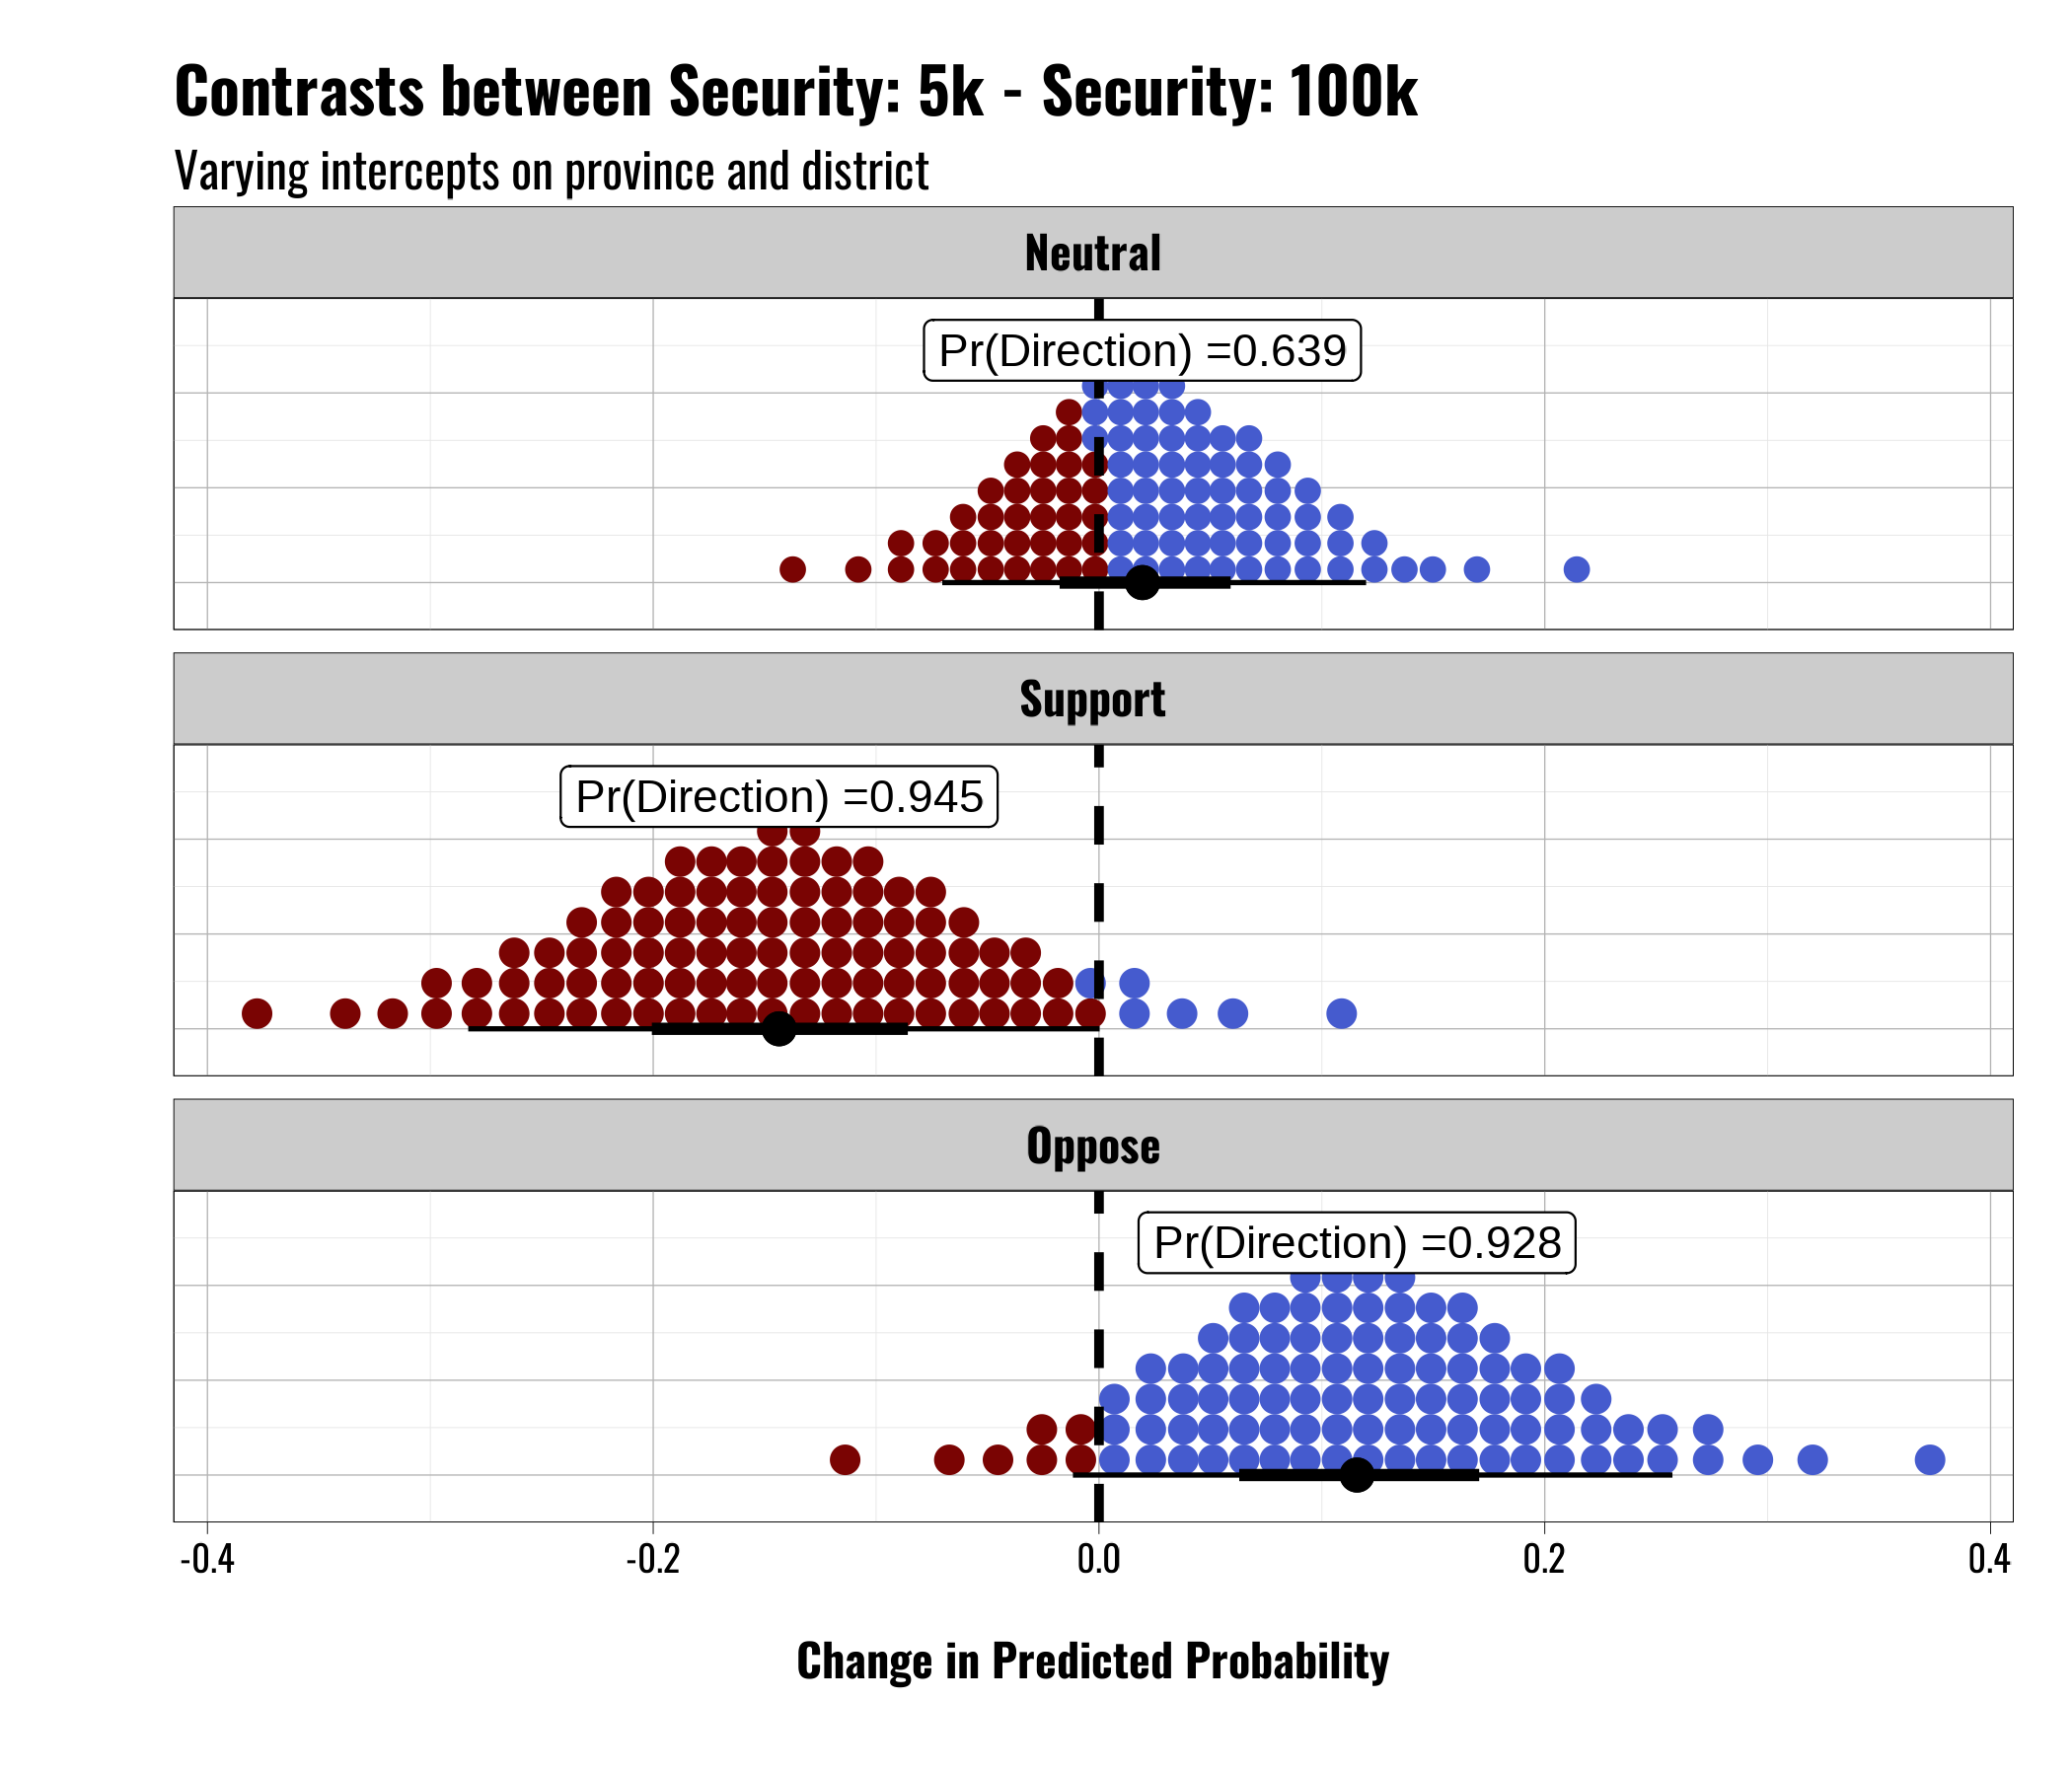 Contrasts between Security: 5k - Security: 100k
Varying intercepts on province and district
Neutral
Pr(Direction) =0.639
Support
Pr(Direction) =0.945
Oppose
Pr(Direction) =0.928
-0.4 -0.2 0.0 0.2 0.4
Change in Predicted Probability